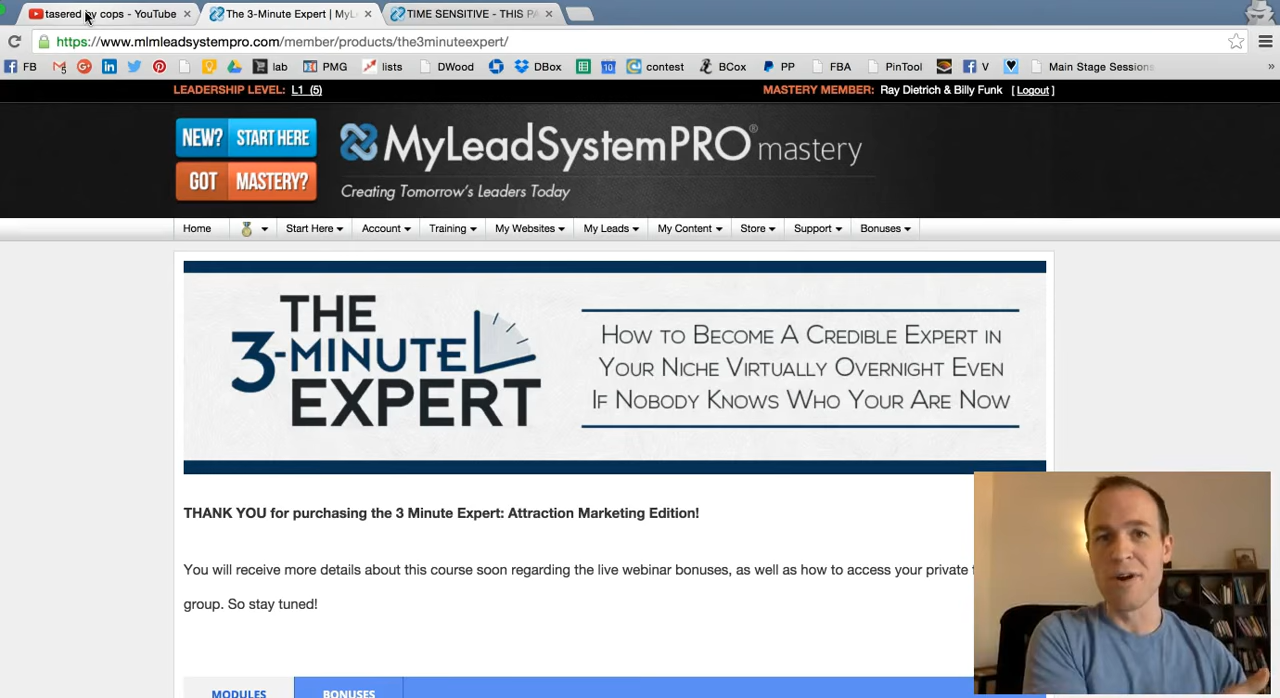 tasered by cops - YouTube
The 3-Minute Expert | MyL
TIME SENSITIVE - THIS PA
https://www.mlmleadsystempro.com/member/products/the3minuteexpert/
FB
lab
PMG
lists
DWood
DBox
10
contest
BCox
PP
FBA
PinTool
V
Main Stage Sessions
»
LEADERSHIP LEVEL: L1 (5)
MASTERY MEMBER: Ray Dietrich & Billy Funk [ Logout ]
NEW? START HERE
GOT MASTERY?
MyLeadSystemPRO® mastery
Creating Tomorrow's Leaders Today
Home
Start Here
Account
Training
My Websites
My Leads
My Content
Store
Support
Bonuses
THE
3-MINUTE
EXPERT
How to Become A Credible Expert in
Your Niche Virtually Overnight Even
If Nobody Knows Who Your Are Now
THANK YOU for purchasing the 3 Minute Expert: Attraction Marketing Edition!
You will receive more details about this course soon regarding the live webinar bonuses, as well as how to access your private
group. So stay tuned!
MODULES
BONUSES